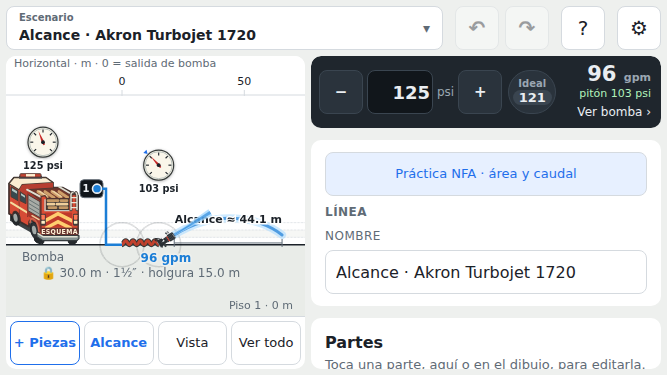 Escenario
Alcance · Akron Turbojet 1720
?
Horizontal · m · 0 = salida de bomba
0
50
125 psi
103 psi
1
ESQUEMA
Alcance ≈ 44.1 m
Bomba
96 gpm
30.0 m · 1½″ · holgura 15.0 m
Piso 1 · 0 m
+ Piezas
Alcance
Vista
Ver todo
−
125
psi
+
Ideal
121
96 gpm
pitón 103 psi
Ver bomba ›
Práctica NFA · área y caudal
LÍNEA
NOMBRE
Alcance · Akron Turbojet 1720
Partes
Toca una parte, aquí o en el dibujo, para editarla.